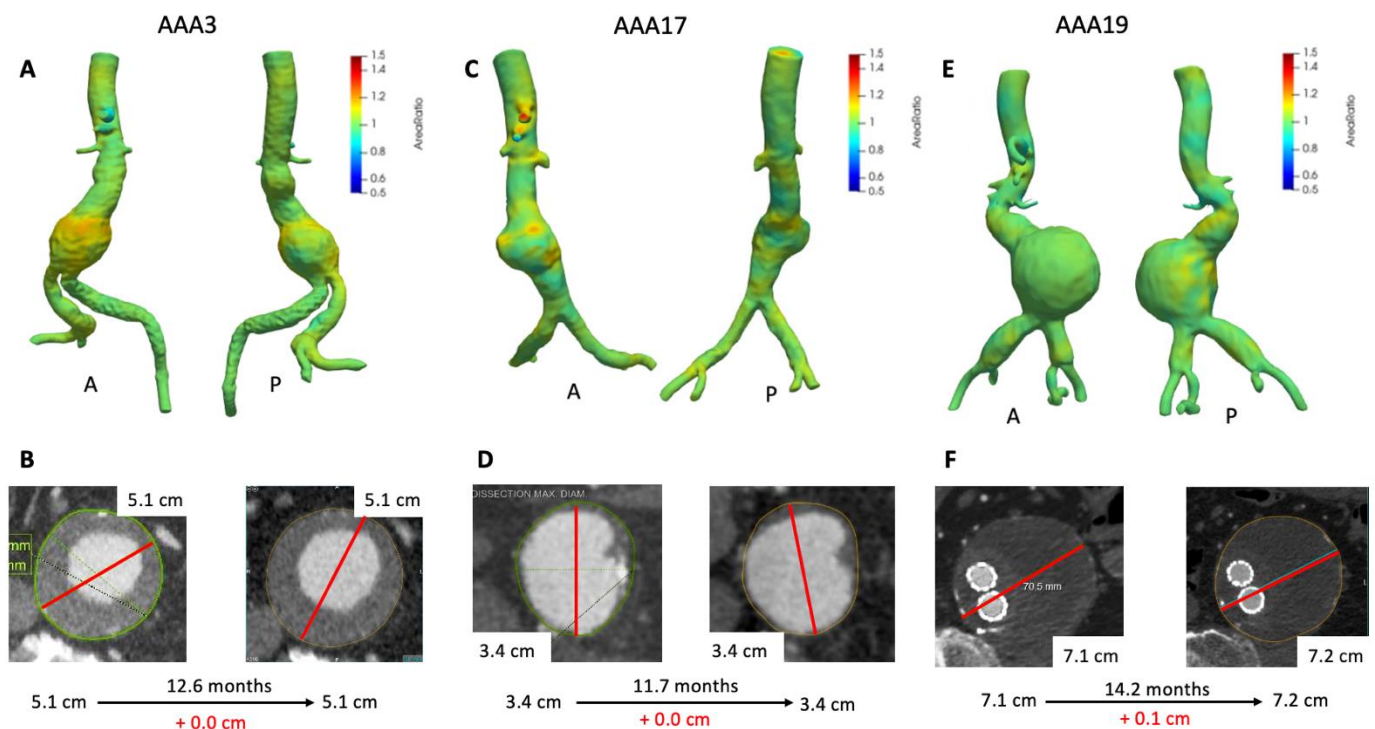 AAA3
AAA17
AAA19
A
1.5
1.4
1.2
1
0.8
0.6
0.5
AreaRatio
A
P
C
1.5
1.4
1.2
1
0.8
0.6
0.5
AreaRatio
A
P
E
1.5
1.4
1.2
1
0.8
0.6
0.5
AreaRatio
A
P
B
5.1 cm
mm
mm
5.1 cm
5.1 cm
12.6 months
5.1 cm
+ 0.0 cm
D
DISSECTION MAX. DIAM
3.4 cm
3.4 cm
3.4 cm
11.7 months
3.4 cm
+ 0.0 cm
F
70.5 mm
7.1 cm
7.2 cm
7.1 cm
14.2 months
7.2 cm
+ 0.1 cm